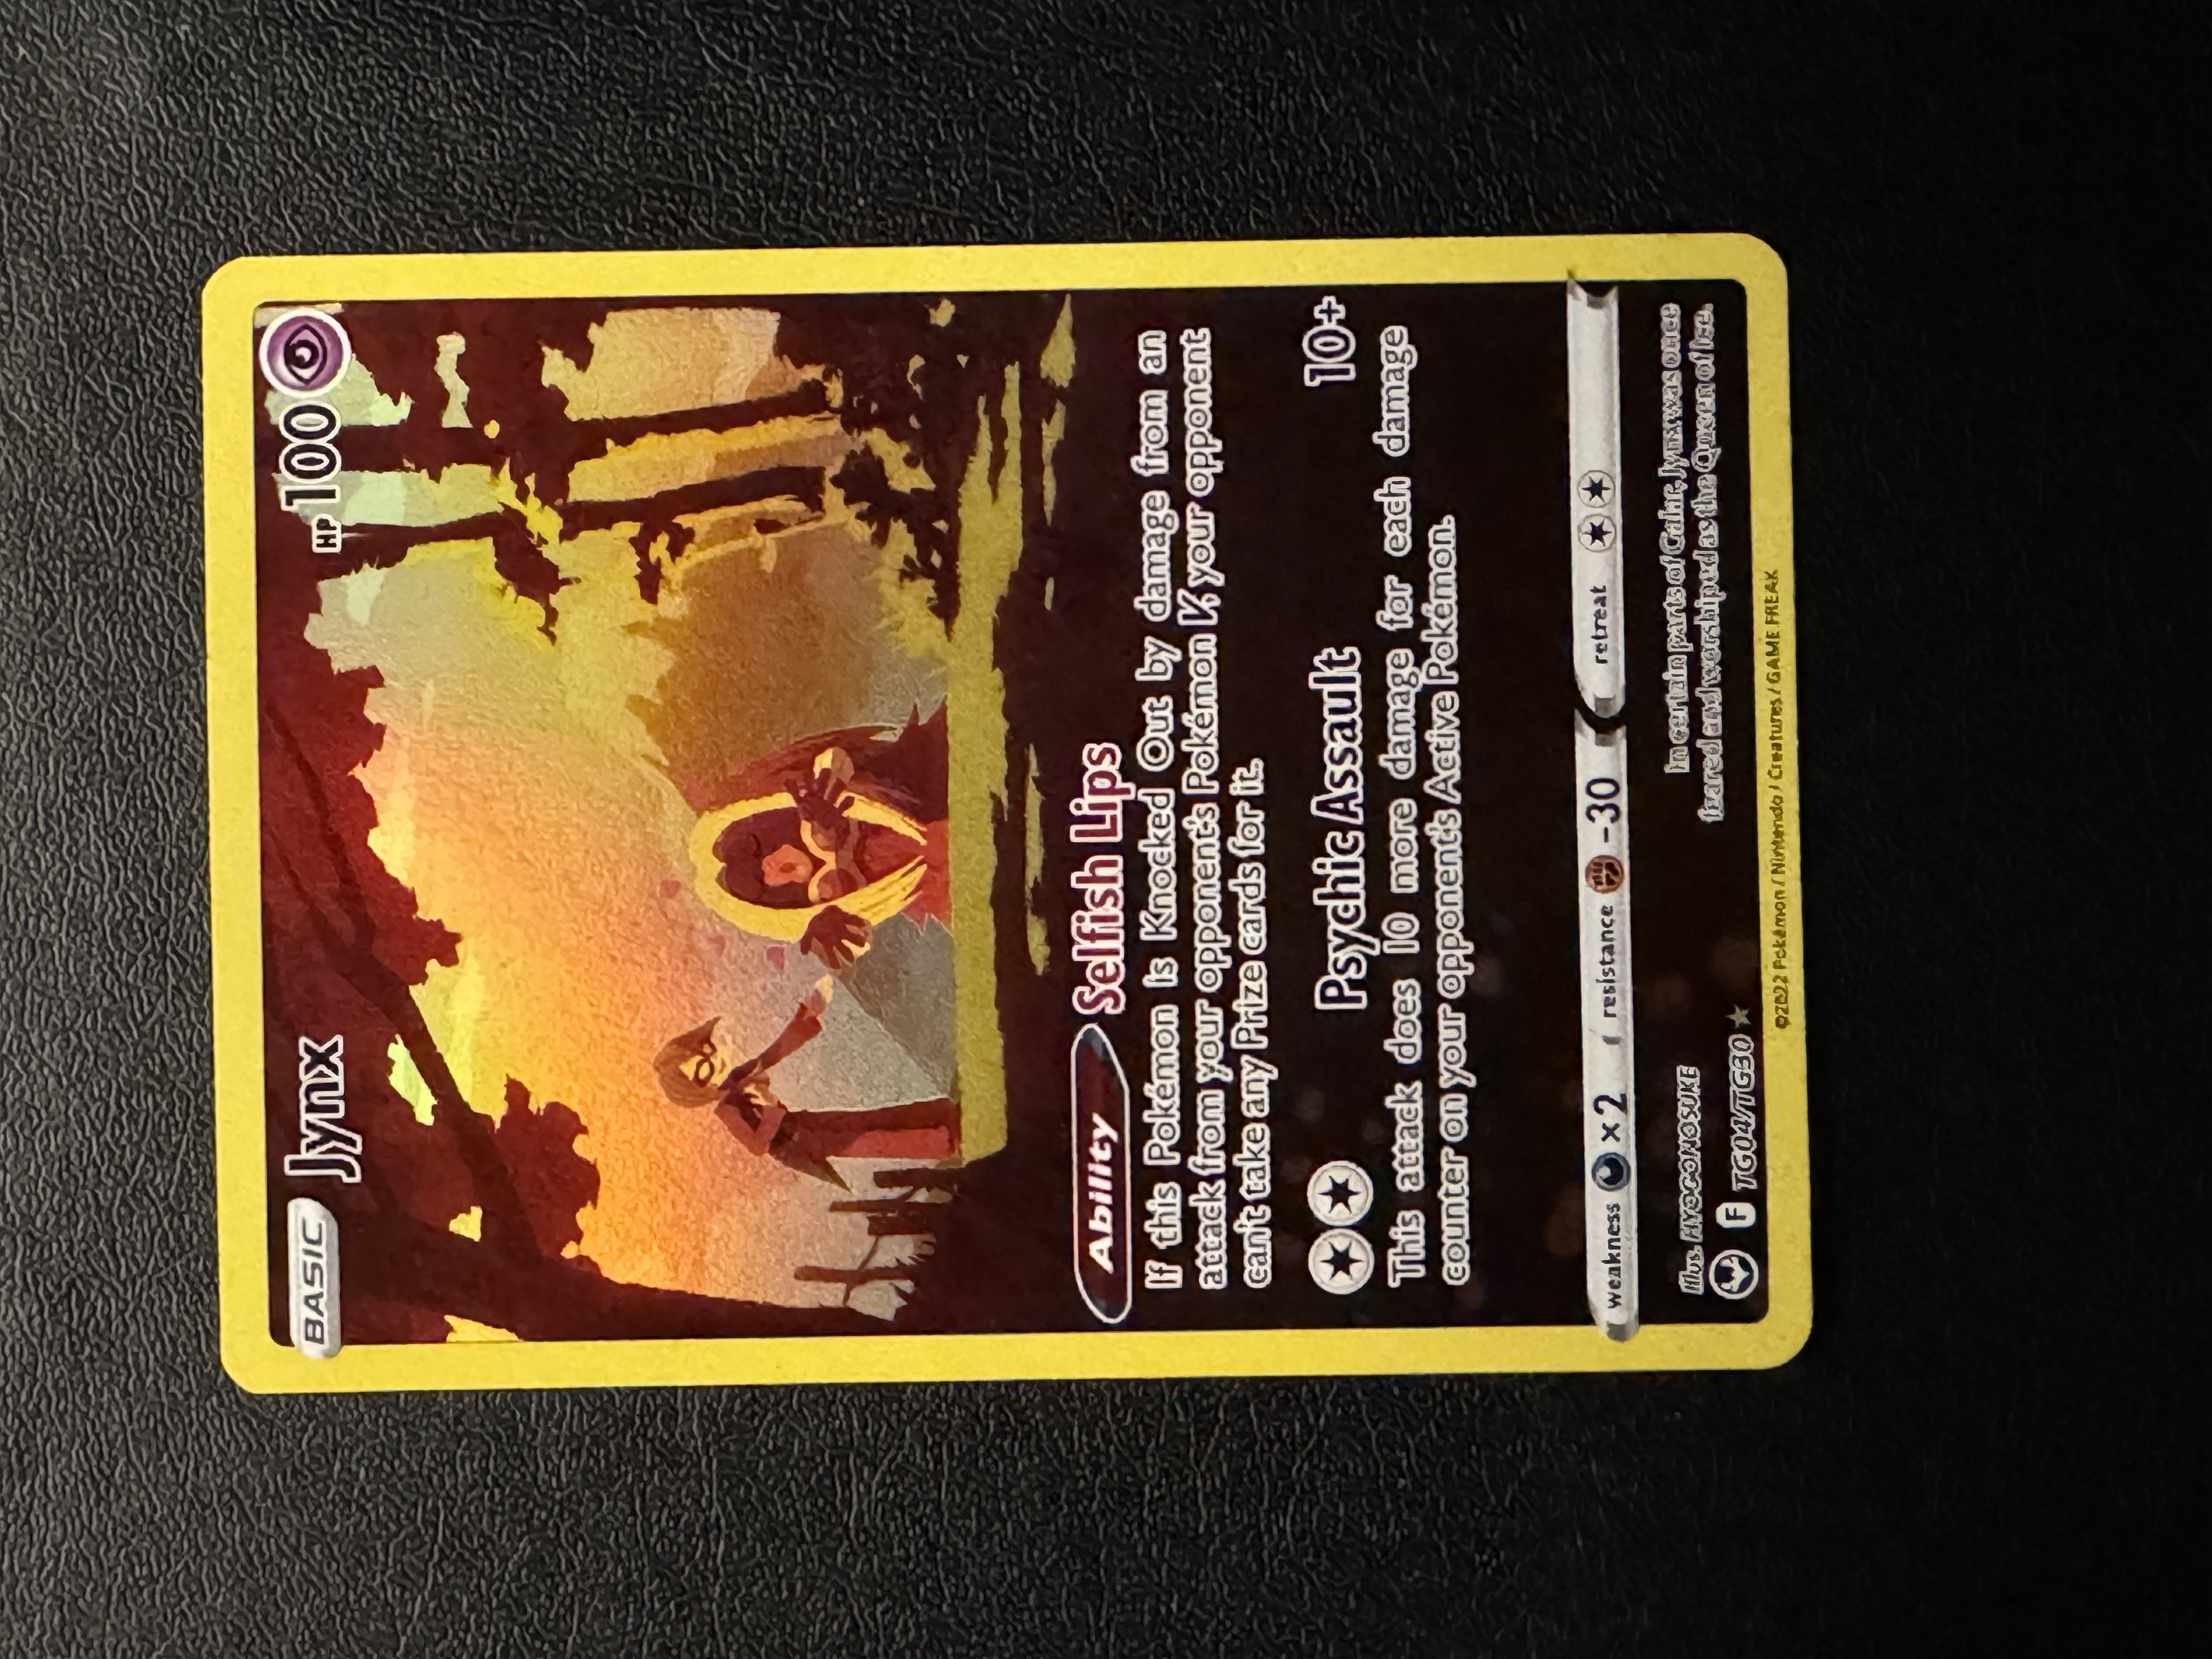 BASIC Jynx HP 100
Ability Selfish Lips
If this Pokémon is Knocked Out by damage from an
attack from your opponent's Pokémon V, your opponent
can't take any Prize cards for it.
Psychic Assault 10+
This attack does 10 more damage for each damage
counter on your opponent's Active Pokémon.
weakness ×2 resistance -30 retreat
Illus. HYOGONOSUKE
In certain parts of Galar, Jynx was once
feared and worshiped as the Queen of Ice.
F TG04/TG30 ★
©2022 Pokémon / Nintendo / Creatures / GAME FREAK